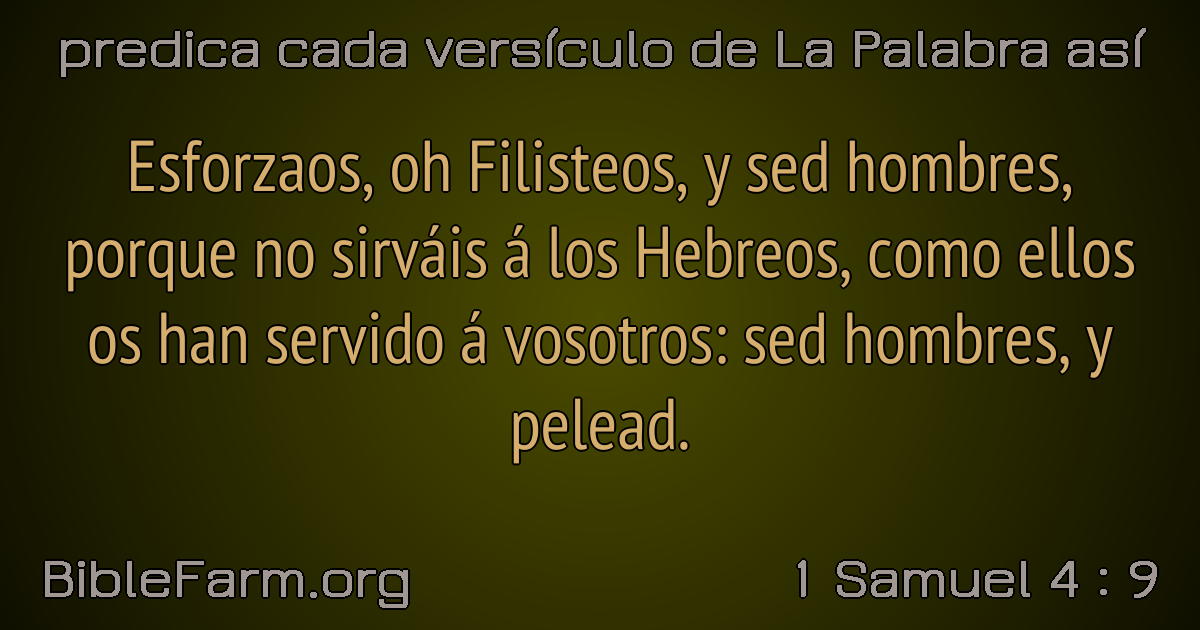 predica cada versículo de La Palabra así
Esforzaos, oh Filisteos, y sed hombres,
porque no sirváis á los Hebreos, como ellos
os han servido á vosotros: sed hombres, y
pelead.
BibleFarm.org
1 Samuel 4 : 9